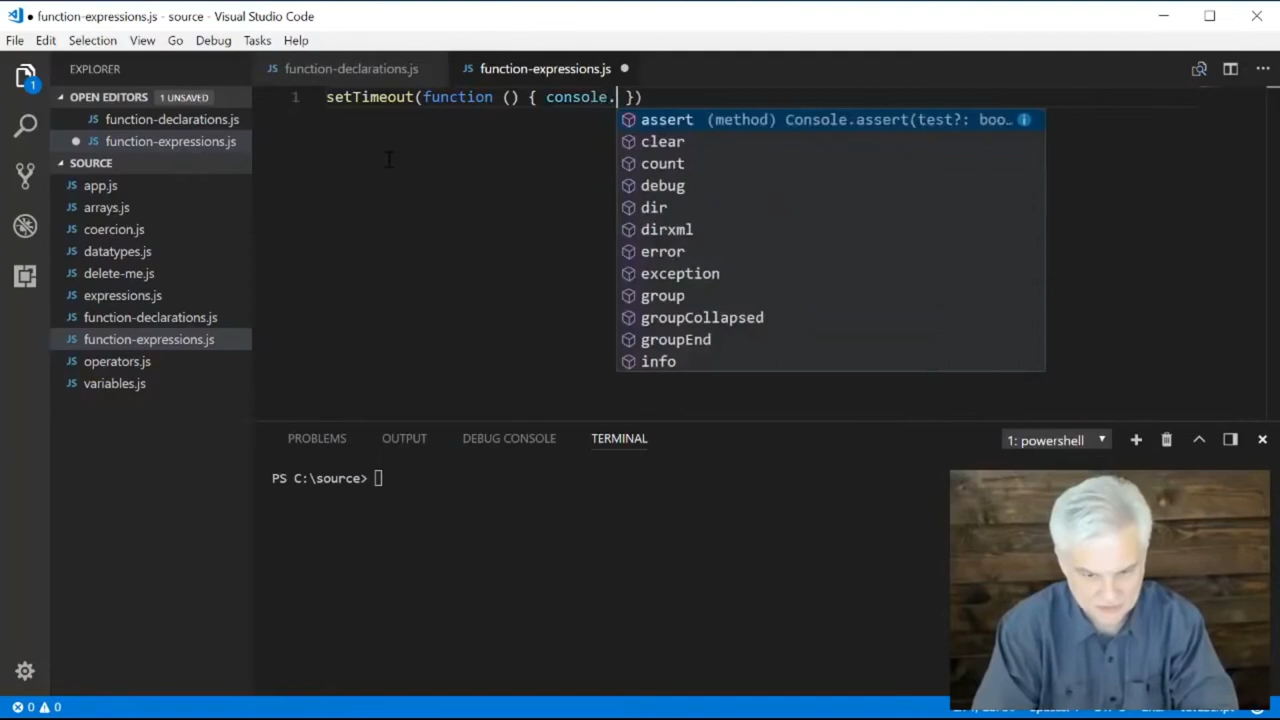 function-expressions.js - source - Visual Studio Code
File Edit Selection View Go Debug Tasks Help
EXPLORER
function-declarations.js
function-expressions.js
OPEN EDITORS 1 UNSAVED
function-declarations.js
function-expressions.js
SOURCE
app.js
arrays.js
coercion.js
datatypes.js
delete-me.js
expressions.js
function-declarations.js
function-expressions.js
operators.js
variables.js
1 setTimeout(function () { console. })
assert (method) Console.assert(test?: boo…
clear
count
debug
dir
dirxml
error
exception
group
groupCollapsed
groupEnd
info
PROBLEMS OUTPUT DEBUG CONSOLE TERMINAL
1: powershell
PS C:\source>
0 0